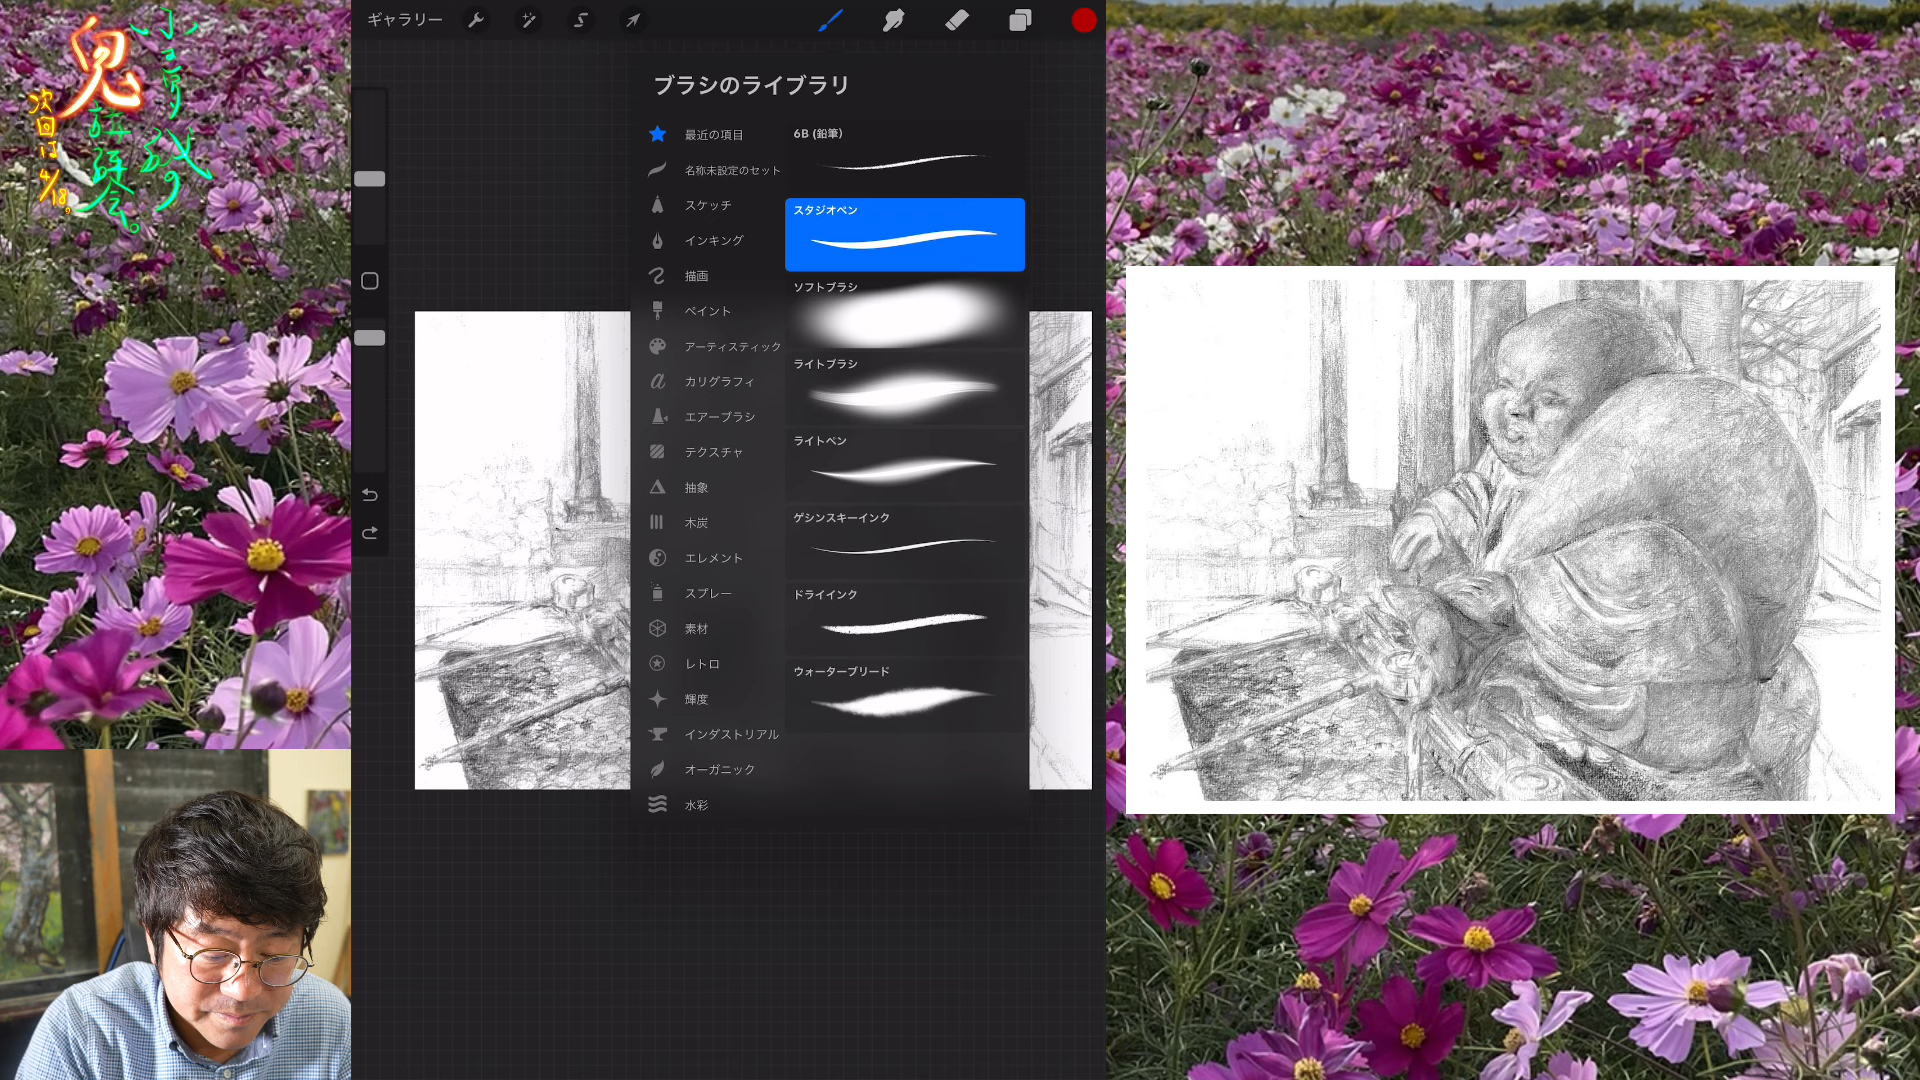 鬼
次回は
4/18。
ギャラリー
ブラシのライブラリ
最近の項目
名称未設定のセット
スケッチ
インキング
描画
ペイント
アーティスティック
カリグラフィ
エアーブラシ
テクスチャ
抽象
木炭
エレメント
スプレー
素材
レトロ
輝度
インダストリアル
オーガニック
水彩
6B (鉛筆)
スタジオペン
ソフトブラシ
ライトブラシ
ライトペン
ゲシンスキーインク
ドライインク
ウォーターブリード